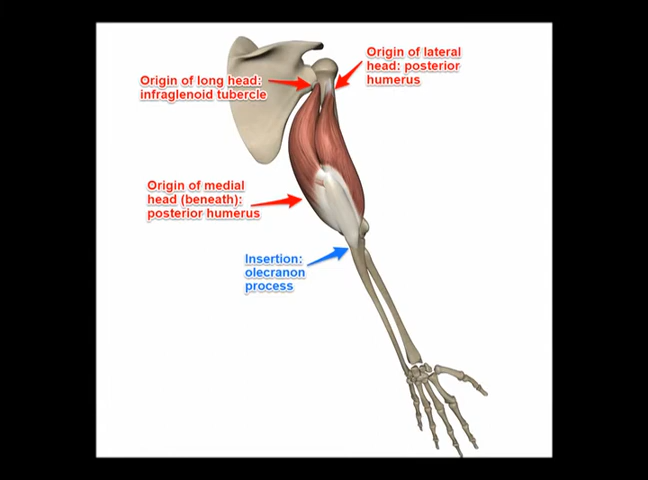 Origin of lateral
head: posterior
humerus
Origin of long head:
infraglenoid tubercle
Origin of medial
head (beneath):
posterior humerus
Insertion:
olecranon
process